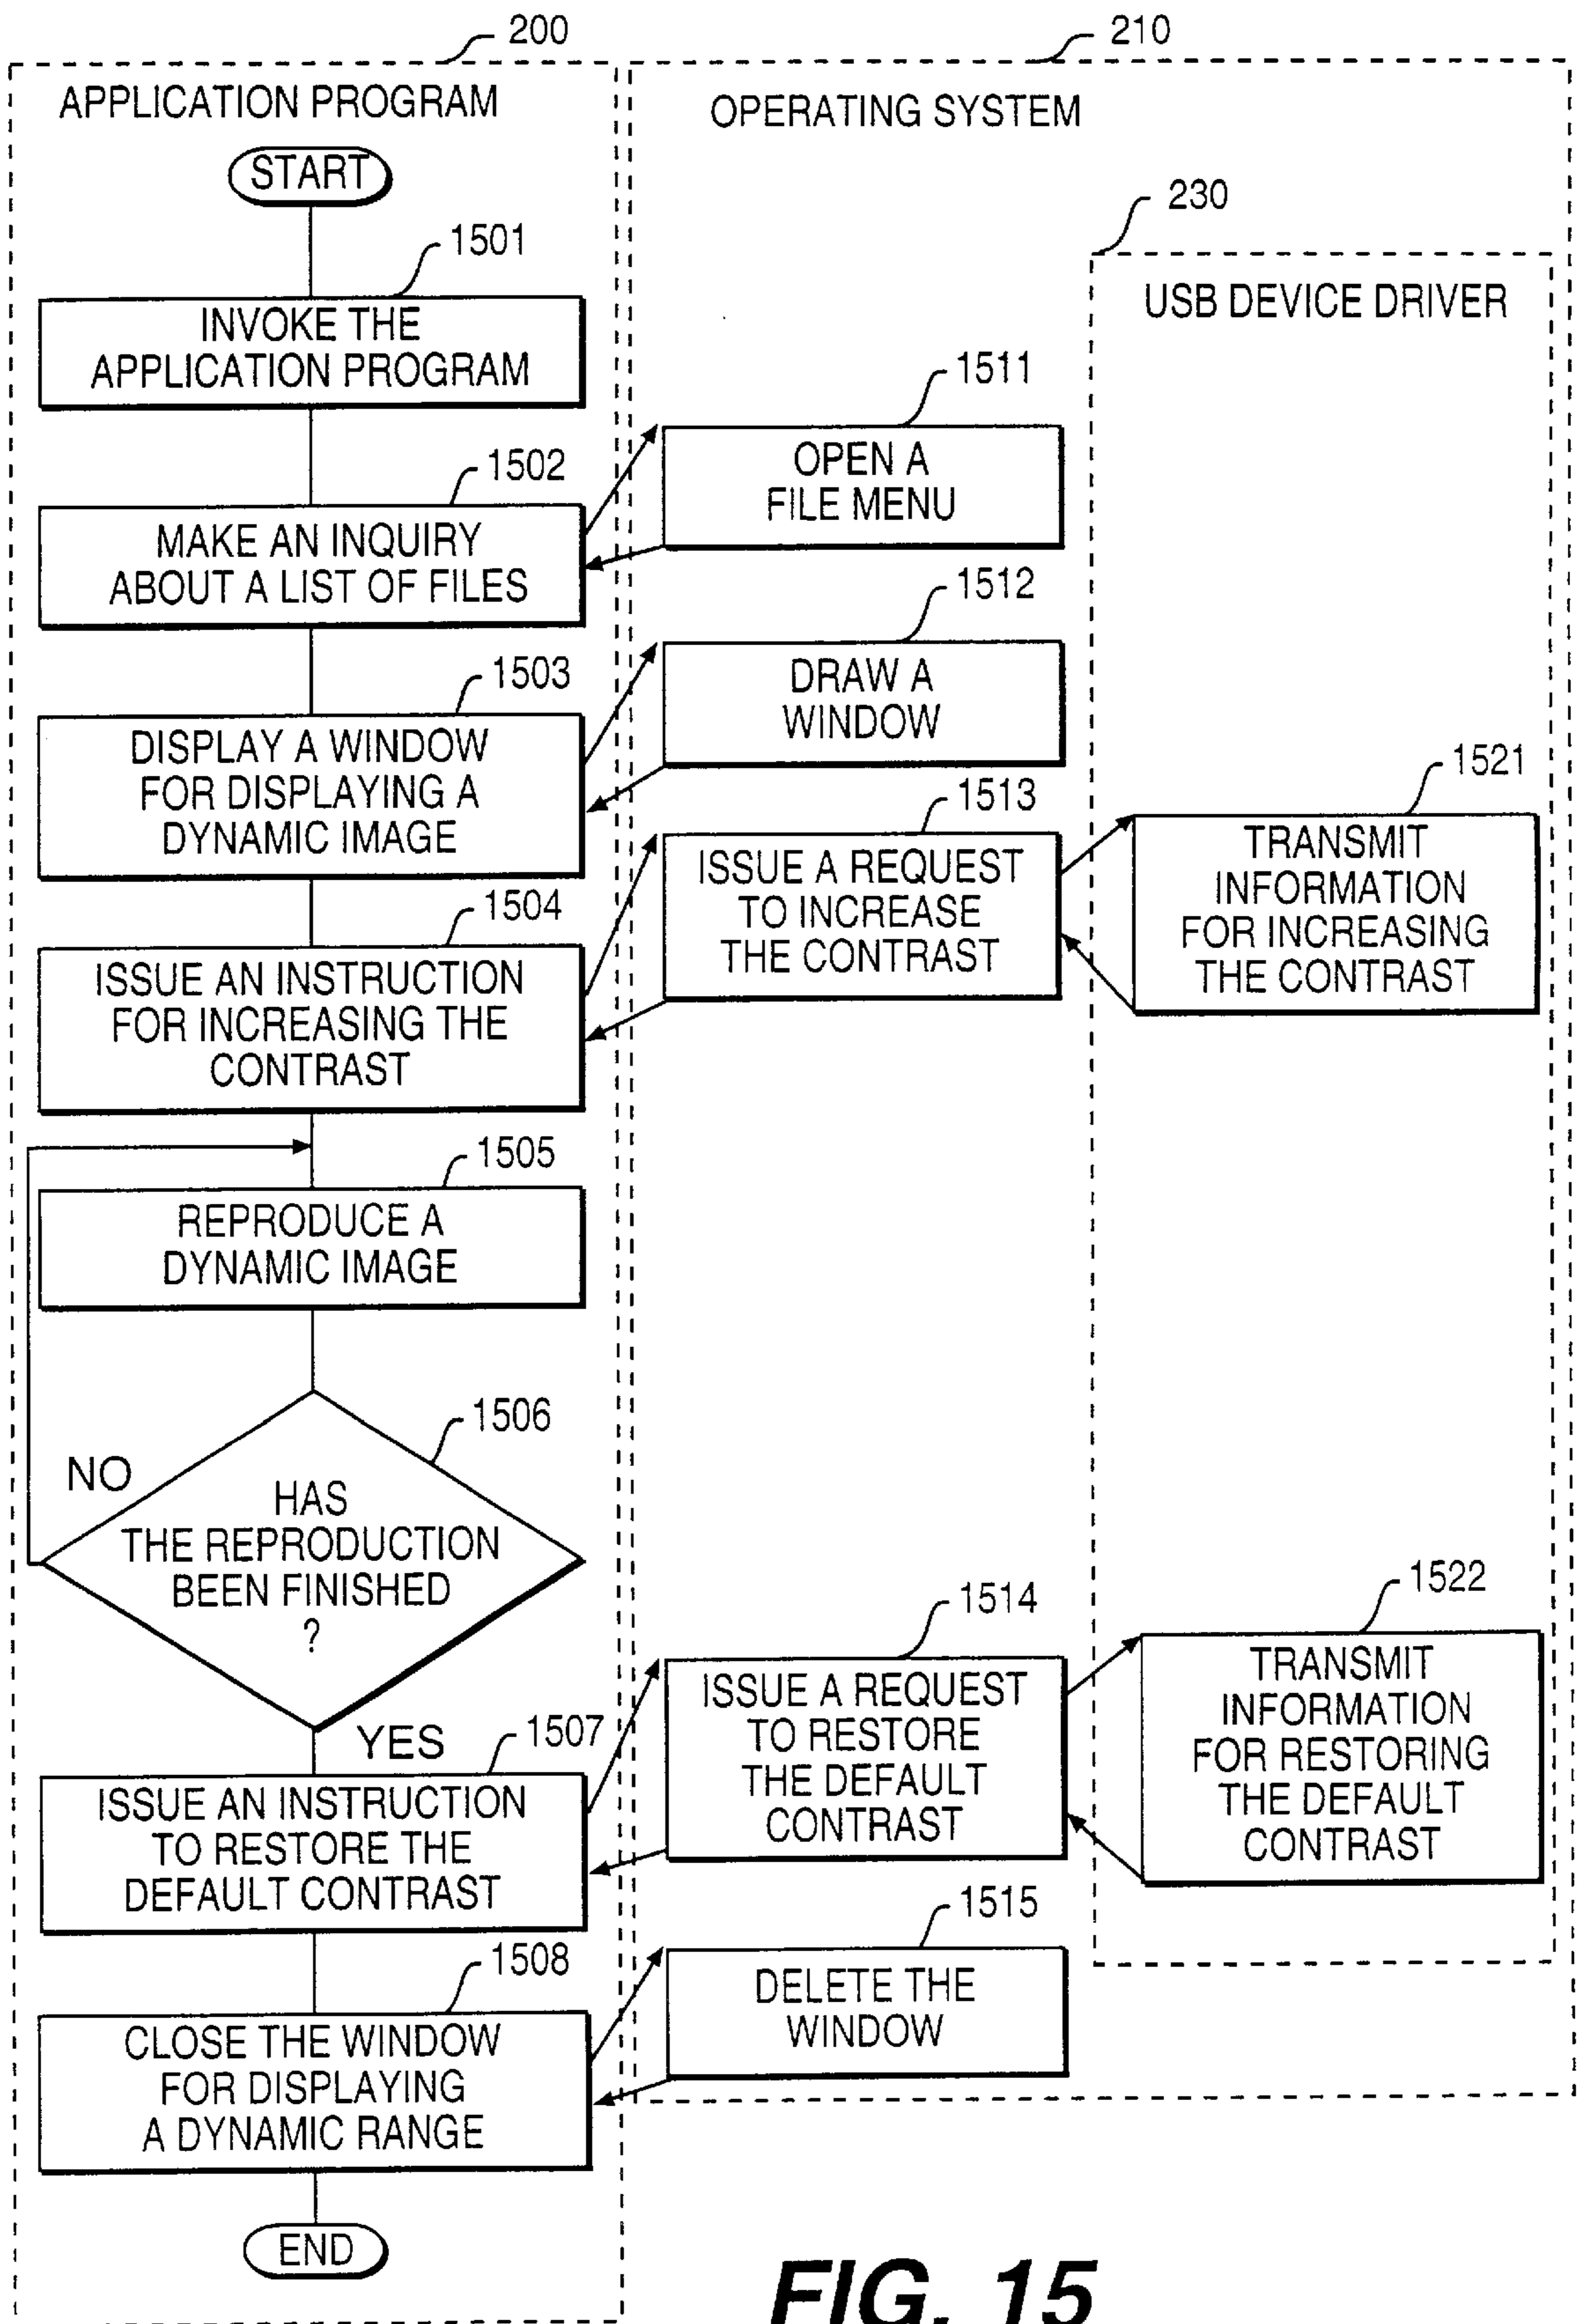 200
210
APPLICATION PROGRAM
OPERATING SYSTEM
START
230
USB DEVICE DRIVER
1501
INVOKE THE
APPLICATION PROGRAM
1511
OPEN A
FILE MENU
1502
MAKE AN INQUIRY
ABOUT A LIST OF FILES
1512
DRAW A
WINDOW
1503
DISPLAY A WINDOW
FOR DISPLAYING A
DYNAMIC IMAGE
1513
ISSUE A REQUEST
TO INCREASE
THE CONTRAST
1521
TRANSMIT
INFORMATION
FOR INCREASING
THE CONTRAST
1504
ISSUE AN INSTRUCTION
FOR INCREASING THE
CONTRAST
1505
REPRODUCE A
DYNAMIC IMAGE
1506
NO
HAS
THE REPRODUCTION
BEEN FINISHED
?
YES
1507
ISSUE AN INSTRUCTION
TO RESTORE THE
DEFAULT CONTRAST
1514
ISSUE A REQUEST
TO RESTORE
THE DEFAULT
CONTRAST
1522
TRANSMIT
INFORMATION
FOR RESTORING
THE DEFAULT
CONTRAST
1508
CLOSE THE WINDOW
FOR DISPLAYING
A DYNAMIC RANGE
1515
DELETE THE
WINDOW
END
FIG. 15